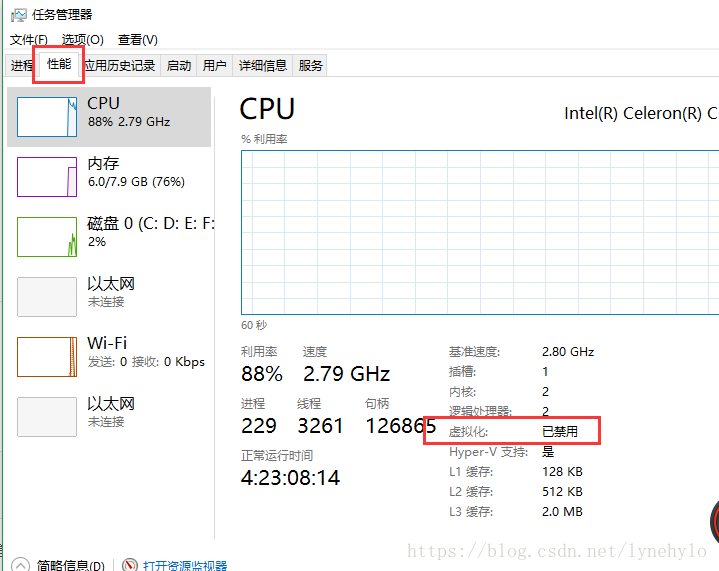 任务管理器
文件(F) 选项(O) 查看(V)
进程 性能 应用历史记录 启动 用户 详细信息 服务
CPU
88% 2.79 GHz
内存
6.0/7.9 GB (76%)
磁盘 0 (C: D: E: F:
2%
以太网
未连接
Wi-Fi
发送: 0 接收: 0 Kbps
以太网
未连接
CPU
Intel(R) Celeron(R) C
% 利用率
60 秒
利用率 速度
88% 2.79 GHz
进程 线程 句柄
229 3261 126865
正常运行时间
4:23:08:14
基准速度: 2.80 GHz
插槽: 1
内核: 2
逻辑处理器: 2
虚拟化: 已禁用
Hyper-V 支持: 是
L1 缓存: 128 KB
L2 缓存: 512 KB
L3 缓存: 2.0 MB
https://blog.csdn.net/lynehylo
简略信息(D) 打开资源监视器